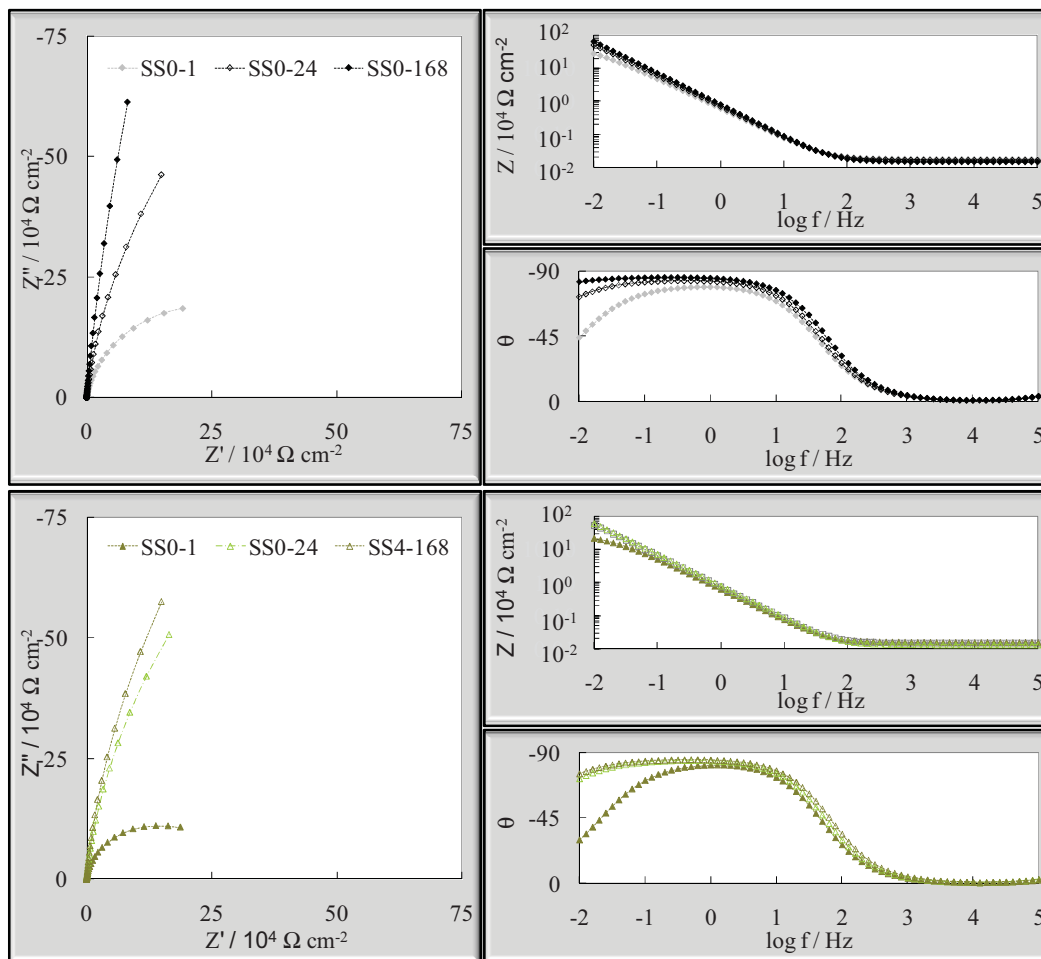 -75
SS0-1 SS0-24 SS0-168
-50
-25
0
Z'' / 10⁴ Ω cm⁻²
0 25 50 75
Z' / 10⁴ Ω cm⁻²
10²
10¹
10⁰
10⁻¹
10⁻²
Z / 10⁴ Ω cm⁻²
-2 -1 0 1 2 3 4 5
log f / Hz
-90
-45
0
θ
-2 -1 0 1 2 3 4 5
log f / Hz
-75
SS0-1 SS0-24 SS4-168
-50
-25
0
Z'' / 10⁴ Ω cm⁻²
0 25 50 75
Z' / 10⁴ Ω cm⁻²
10²
10¹
10⁰
10⁻¹
10⁻²
Z / 10⁴ Ω cm⁻²
-2 -1 0 1 2 3 4 5
log f / Hz
-90
-45
0
θ
-2 -1 0 1 2 3 4 5
log f / Hz